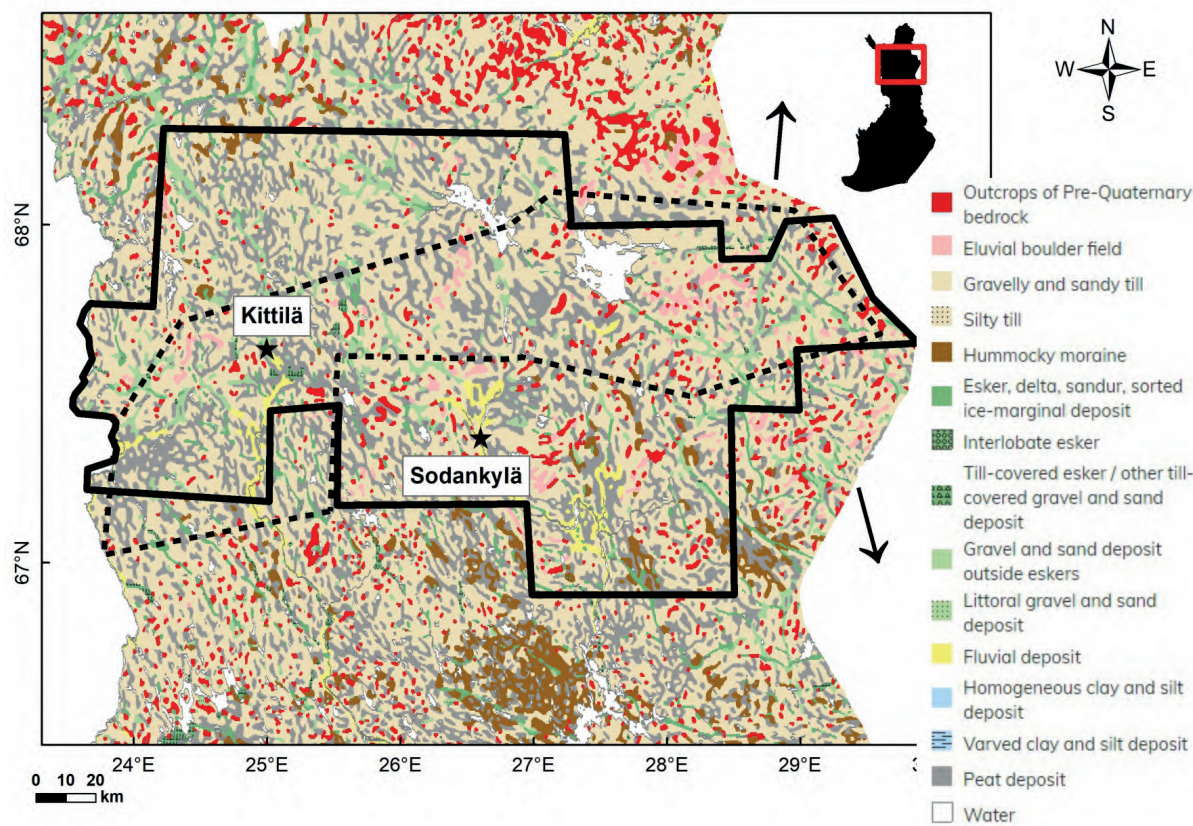 N
W E
S
68°N
67°N
Kittilä
Sodankylä
24°E 25°E 26°E 27°E 28°E 29°E 3
0 10 20
km
Outcrops of Pre-Quaternary
bedrock
Eluvial boulder field
Gravelly and sandy till
Silty till
Hummocky moraine
Esker, delta, sandur, sorted
ice-marginal deposit
Interlobate esker
Till-covered esker / other till-
covered gravel and sand
deposit
Gravel and sand deposit
outside eskers
Littoral gravel and sand
deposit
Fluvial deposit
Homogeneous clay and silt
deposit
Varved clay and silt deposit
Peat deposit
Water